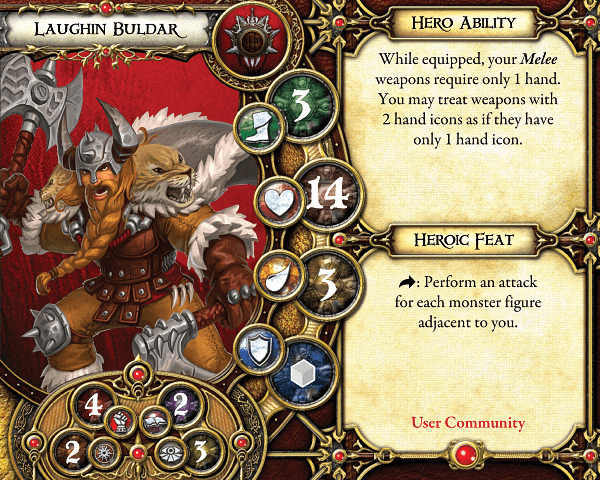 Laughin Buldar
3
14
3
4
2
2
3
Hero Ability
While equipped, your Melee
weapons require only 1 hand.
You may treat weapons with
2 hand icons as if they have
only 1 hand icon.
Heroic Feat
: Perform an attack
for each monster figure
adjacent to you.
User Community